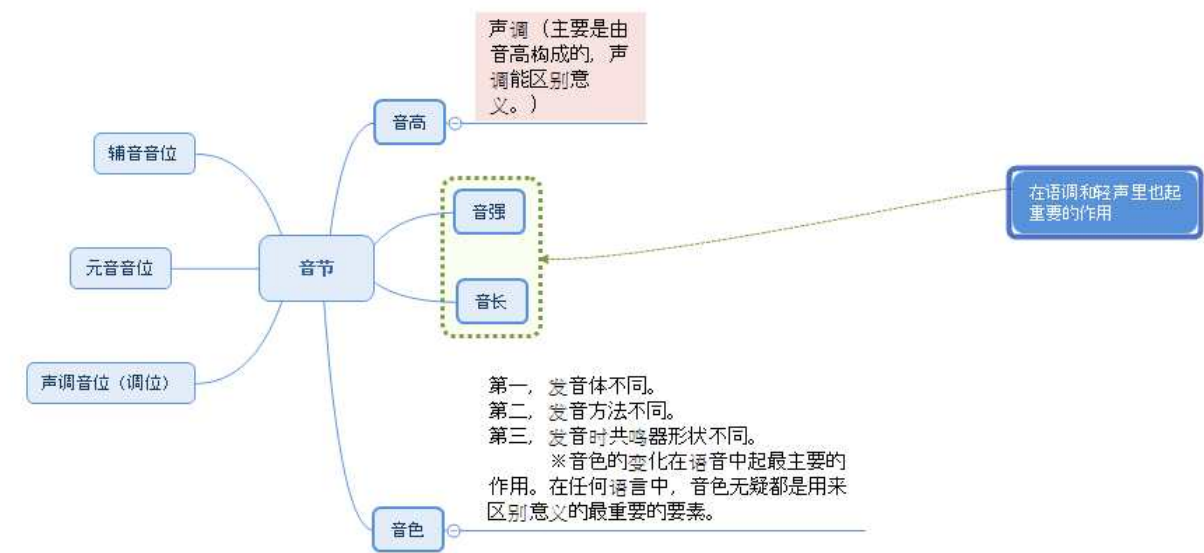 声调（主要是由
音高构成的，声
调能区别意
义。）
音高
辅音音位
音强
在语调和轻声里也起
重要的作用
元音音位
音节
音长
声调音位（调位）
第一，发音体不同。
第二，发音方法不同。
第三，发音时共鸣器形状不同。
※音色的变化在语音中起最主要的
作用。在任何语言中，音色无疑都是用来
区别意义的最重要的要素。
音色